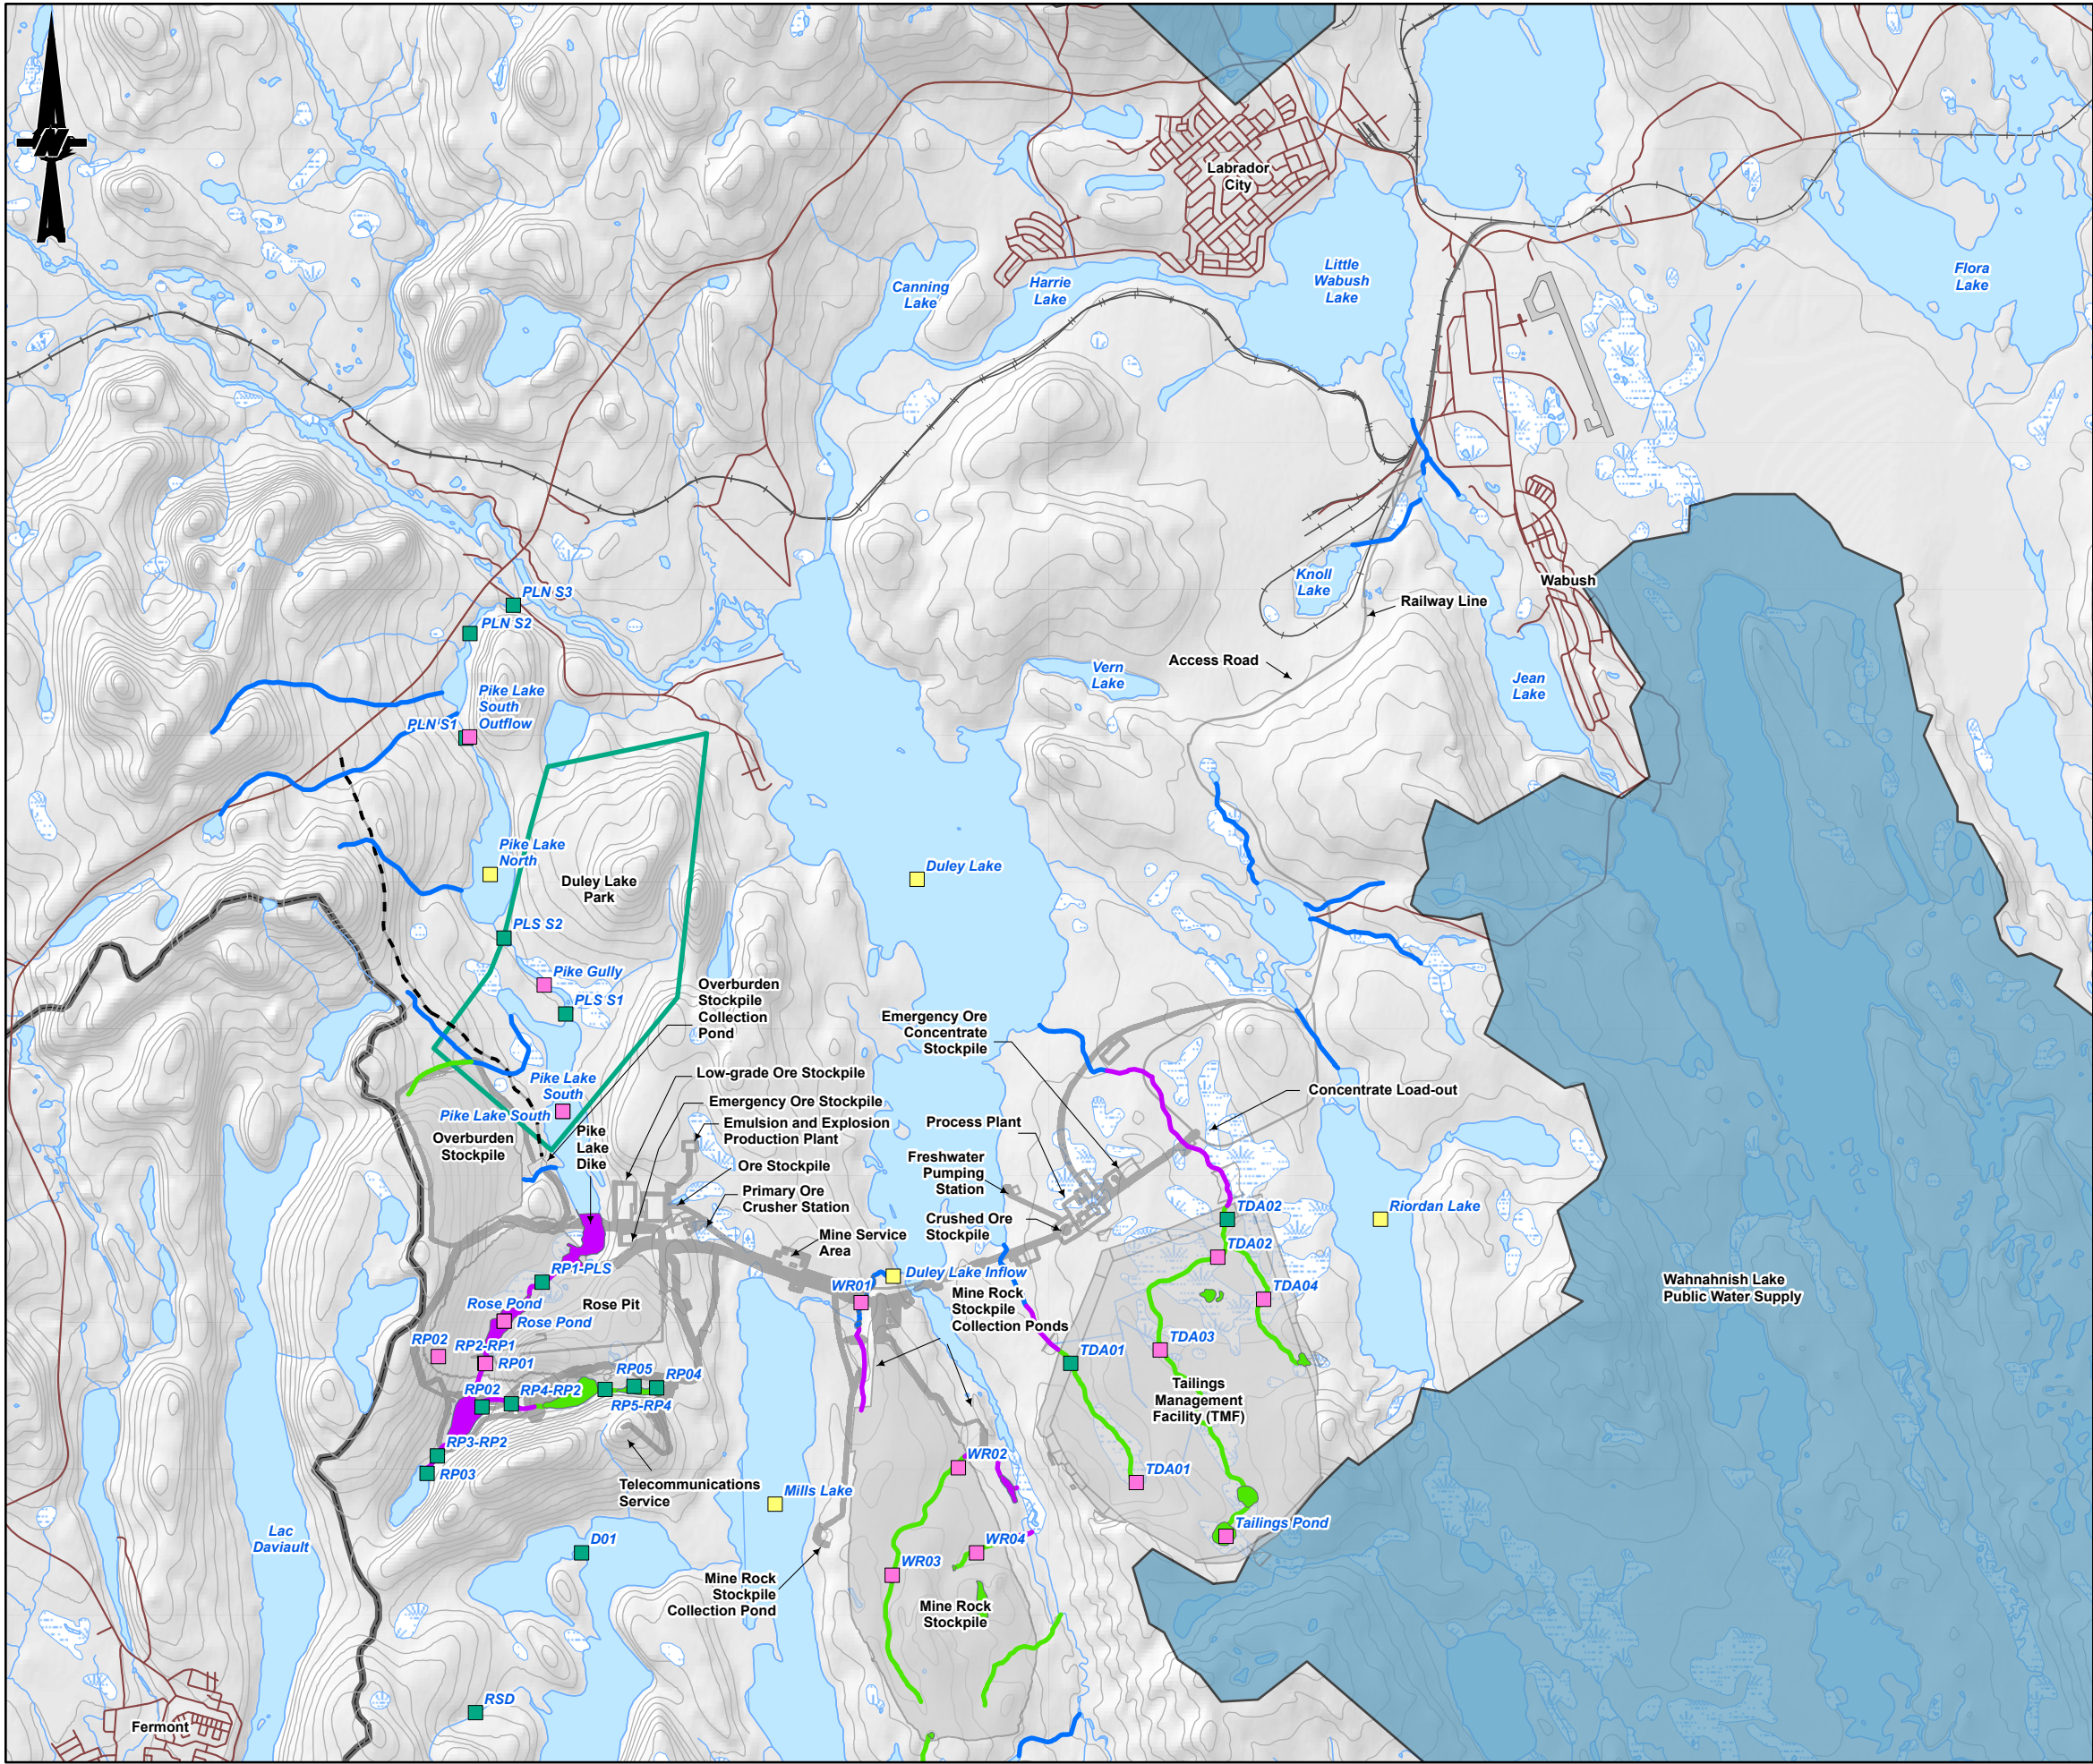 N
Labrador
City
Canning
Lake
Harrie
Lake
Little
Wabush
Lake
Flora
Lake
Knoll
Lake
Wabush
Railway Line
PLN S3
PLN S2
Access Road
Vern
Lake
Jean
Lake
Pike Lake
South
Outflow
PLN S1
Pike Lake
North
Duley Lake
Park
Duley Lake
PLS S2
Pike Gully
PLS S1
Overburden
Stockpile
Collection
Pond
Emergency Ore
Concentrate
Stockpile
Low-grade Ore Stockpile
Pike Lake
South
Concentrate Load-out
Emergency Ore Stockpile
Pike Lake South
Emulsion and Explosion
Production Plant
Process Plant
Overburden
Stockpile
Pike
Lake
Dike
Ore Stockpile
Freshwater
Pumping
Station
Primary Ore
Crusher Station
TDA02
Riordan Lake
Crushed Ore
Stockpile
Mine Service
Area
TDA02
RP1-PLS
Duley Lake Inflow
WR01
TDA04
Wahnahnish Lake
Public Water Supply
Mine Rock
Stockpile
Collection Ponds
Rose Pond
Rose Pit
Rose Pond
RP02
RP2-RP1
RP01
TDA03
TDA01
RP05
RP04
RP02
RP4-RP2
RP5-RP4
Tailings
Management
Facility (TMF)
RP3-RP2
RP03
WR02
TDA01
Telecommunications
Service
Mills Lake
Tailings Pond
Lac
Daviault
D01
WR04
WR03
Mine Rock
Stockpile
Collection Pond
Mine Rock
Stockpile
RSD
Fermont